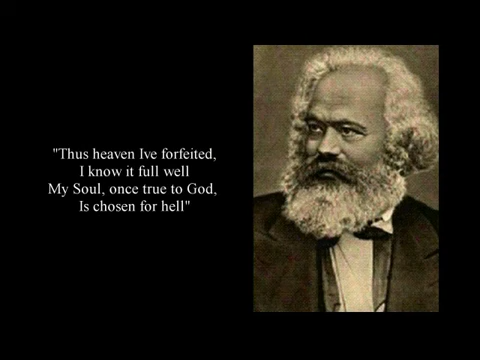 "Thus heaven Ive forfeited,
I know it full well
My Soul, once true to God,
Is chosen for hell"